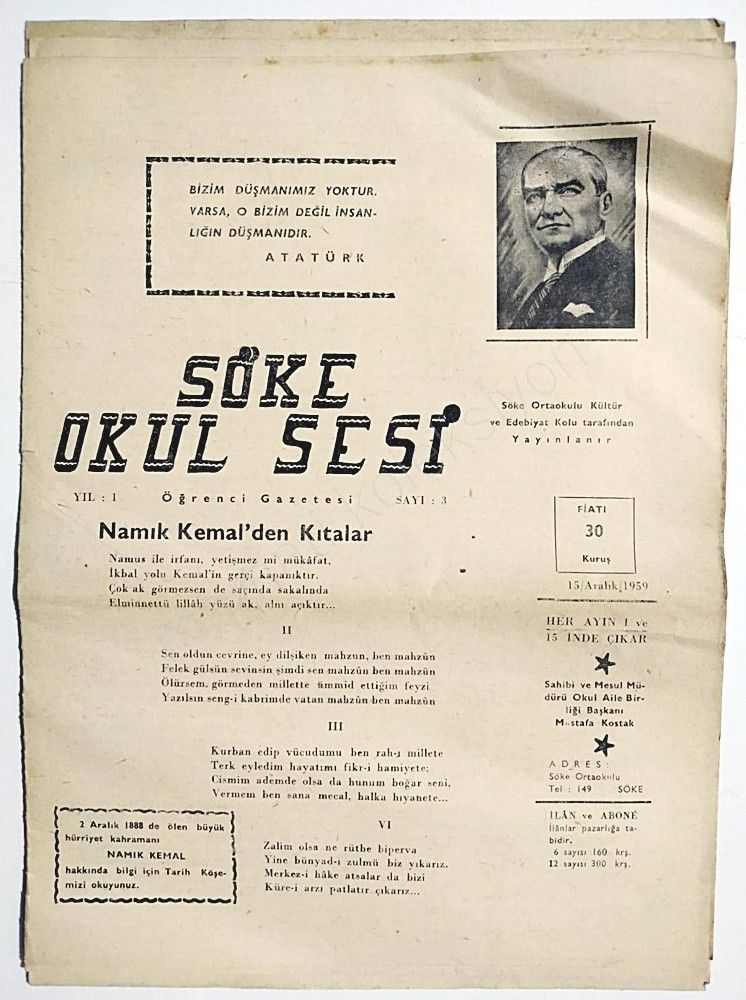 BİZİM DÜŞMANIMIZ YOKTUR.
VARSA, O BİZİM DEĞİL İNSAN-
LIĞIN DÜŞMANIDIR.
ATATÜRK
SÖKE
OKUL SESİ
Söke Ortaokulu Kültür
ve Edebiyat Kolu tarafından
Yayınlanır
YIL : 1 Öğrenci Gazetesi SAYI : 3
Namık Kemal'den Kıtalar
Namus ile irfanı, yetişmez mi mükâfat,
İkbal yolu Kemal'in gerçi kapanıktır.
Çok ak görmezsen de saçında sakalında
Elminnettü lillâh yüzü ak, alnı açıktır...
II
Sen oldun cevrine, ey dilşiken mahzun, ben mahzûn
Felek gülsün sevinsin şimdi sen mahzûn ben mahzûn
Ölürsem, görmeden millette ümmid ettiğim feyzi
Yazılsın seng-i kabrimde vatan mahzûn ben mahzûn
III
Kurban edip vücudumu ben rah-ı millete
Terk eyledim hayatımı fikr-i hamiyete;
Cismim ademde olsa da hunum boğar seni,
Vermem ben sana mecal, halka hıyanete...
VI
Zalim olsa ne rütbe biperva
Yine bünyad-ı zulmü biz yıkarız.
Merkez-i hâke atsalar da bizi
Küre-i arzı patlatır çıkarız...
2 Aralık 1888 de ölen büyük
hürriyet kahramanı
NAMIK KEMAL
hakkında bilgi için Tarih Köşe-
mizi okuyunuz.
FİATI
30
Kuruş
15/Aralık/1959
HER AYIN 1 ve
15 İNDE ÇIKAR
Sahibi ve Mesul Mü-
dürü Okul Aile Bir-
liği Başkanı
Mustafa Kostak
ADRES :
Söke Ortaokulu
Tel : 149 SÖKE
İLÂN ve ABONÉ
İlânlar pazarlığa ta-
bidir.
6 sayısı 160 krş.
12 sayısı 300 krş.